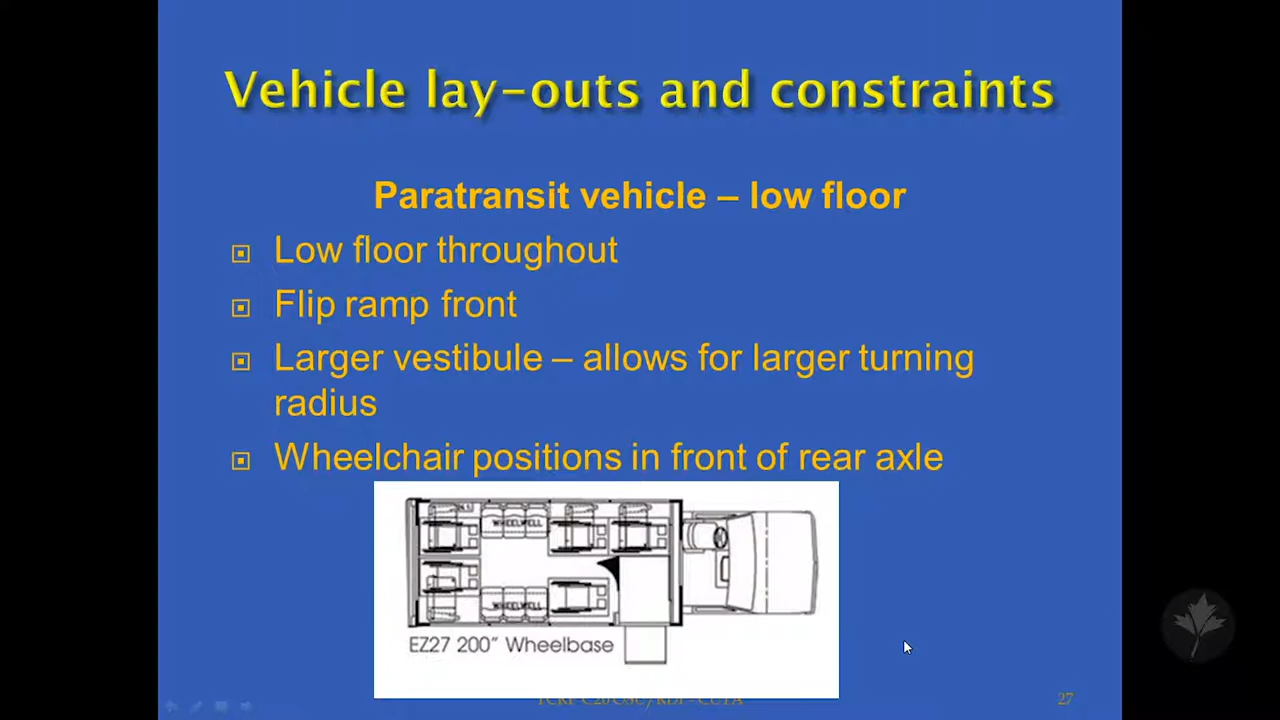 Vehicle lay-outs and constraints
Paratransit vehicle – low floor
Low floor throughout
Flip ramp front
Larger vestibule – allows for larger turning
radius
Wheelchair positions in front of rear axle
WHEELWELL
WHEELWELL
EZ27 200” Wheelbase
27